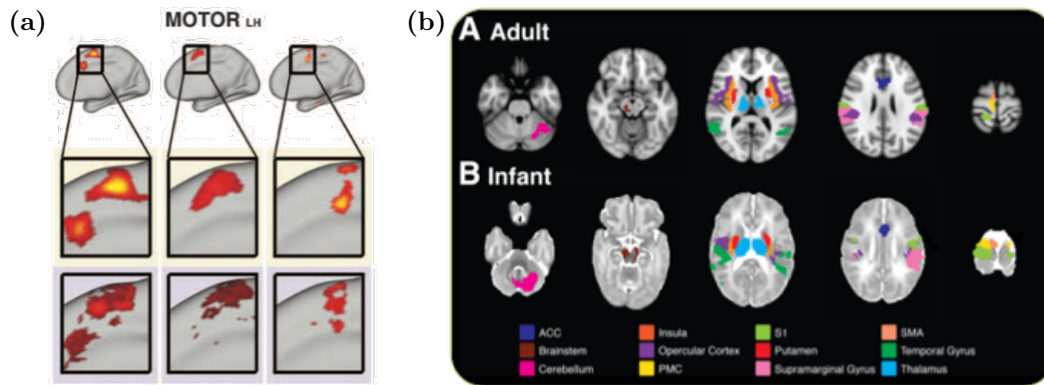 (a)
MOTOR LH
(b)
A Adult
B Infant
ACC
Insula
S1
SMA
Brainstem
Opercular Cortex
Putamen
Temporal Gyrus
Cerebellum
PMC
Supramarginal Gyrus
Thalamus